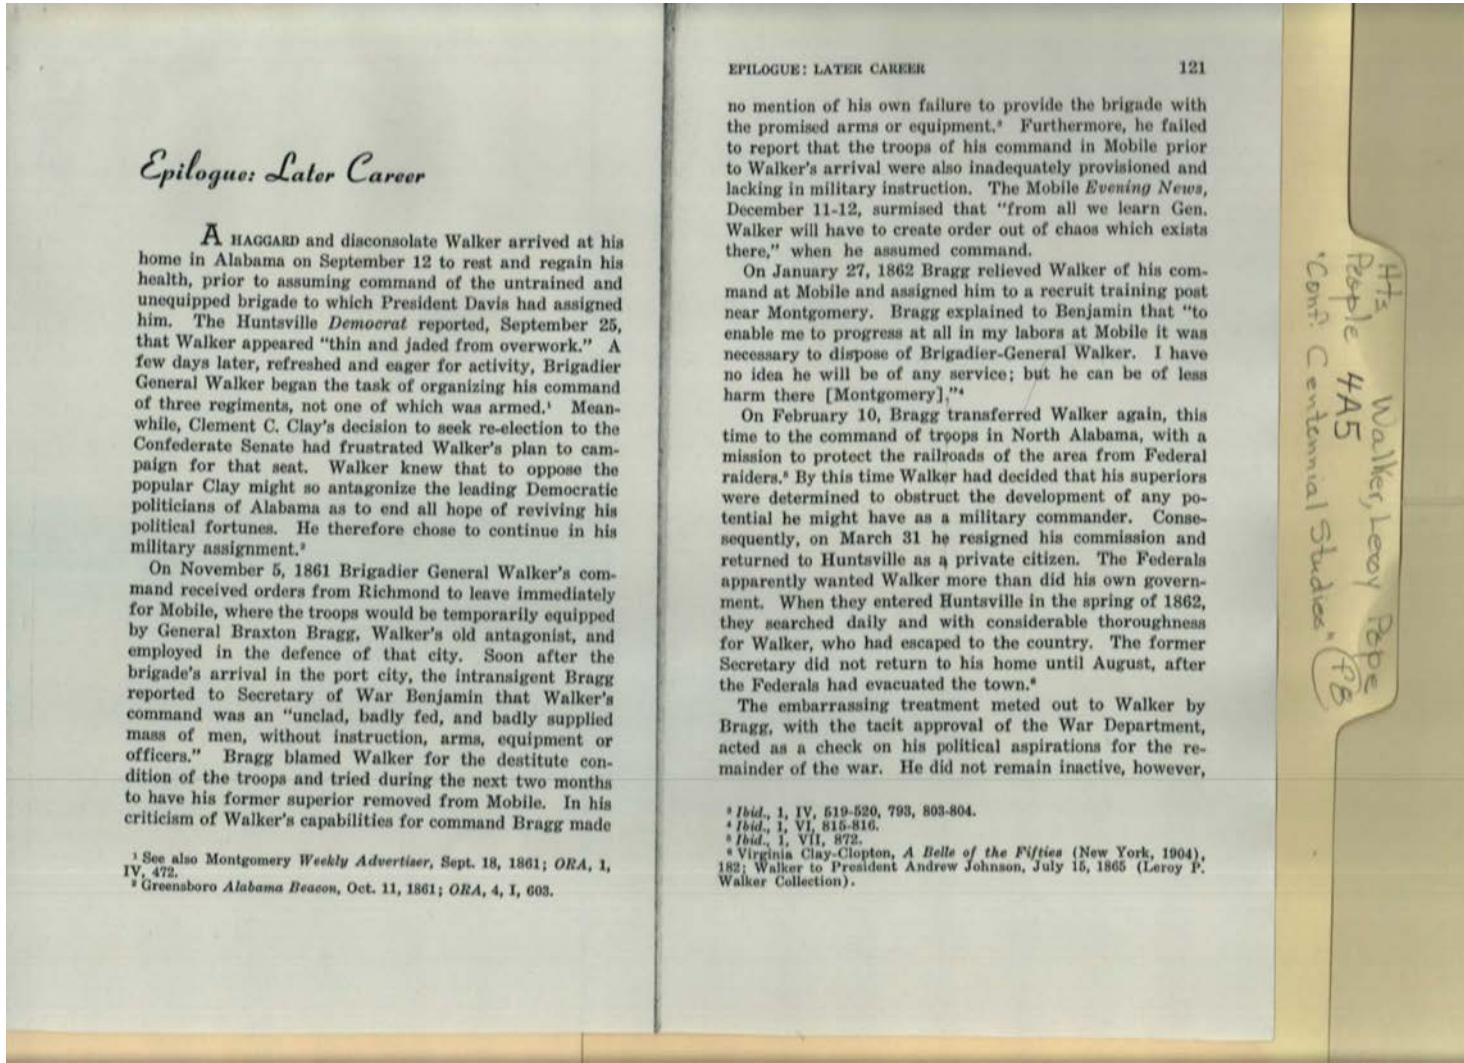 Epilogue: Later Career
A HAGGARD and disconsolate Walker arrived at his
home in Alabama on September 12 to rest and regain his
health, prior to assuming command of the untrained and
unequipped brigade to which President Davis had assigned
him. The Huntsville Democrat reported, September 25,
that Walker appeared “thin and jaded from overwork.” A
few days later, refreshed and eager for activity, Brigadier
General Walker began the task of organizing his command
of three regiments, not one of which was armed.¹ Mean-
while, Clement C. Clay's decision to seek re-election to the
Confederate Senate had frustrated Walker's plan to cam-
paign for that seat. Walker knew that to oppose the
popular Clay might so antagonize the leading Democratic
politicians of Alabama as to end all hope of reviving his
political fortunes. He therefore chose to continue in his
military assignment.²
On November 5, 1861 Brigadier General Walker's com-
mand received orders from Richmond to leave immediately
for Mobile, where the troops would be temporarily equipped
by General Braxton Bragg, Walker's old antagonist, and
employed in the defence of that city. Soon after the
brigade's arrival in the port city, the intransigent Bragg
reported to Secretary of War Benjamin that Walker's
command was an “unclad, badly fed, and badly supplied
mass of men, without instruction, arms, equipment or
officers.” Bragg blamed Walker for the destitute con-
dition of the troops and tried during the next two months
to have his former superior removed from Mobile. In his
criticism of Walker's capabilities for command Bragg made
¹ See also Montgomery Weekly Advertiser, Sept. 18, 1861; ORA, 1,
IV, 472.
² Greensboro Alabama Beacon, Oct. 11, 1861; ORA, 4, I, 603.
EPILOGUE: LATER CAREER 121
no mention of his own failure to provide the brigade with
the promised arms or equipment.³ Furthermore, he failed
to report that the troops of his command in Mobile prior
to Walker's arrival were also inadequately provisioned and
lacking in military instruction. The Mobile Evening News,
December 11-12, surmised that “from all we learn Gen.
Walker will have to create order out of chaos which exists
there,” when he assumed command.
On January 27, 1862 Bragg relieved Walker of his com-
mand at Mobile and assigned him to a recruit training post
near Montgomery. Bragg explained to Benjamin that “to
enable me to progress at all in my labors at Mobile it was
necessary to dispose of Brigadier-General Walker. I have
no idea he will be of any service; but he can be of less
harm there [Montgomery].”⁴
On February 10, Bragg transferred Walker again, this
time to the command of troops in North Alabama, with a
mission to protect the railroads of the area from Federal
raiders.⁵ By this time Walker had decided that his superiors
were determined to obstruct the development of any po-
tential he might have as a military commander. Conse-
sequently, on March 31 he resigned his commission and
returned to Huntsville as a private citizen. The Federals
apparently wanted Walker more than did his own govern-
ment. When they entered Huntsville in the spring of 1862,
they searched daily and with considerable thoroughness
for Walker, who had escaped to the country. The former
Secretary did not return to his home until August, after
the Federals had evacuated the town.⁶
The embarrassing treatment meted out to Walker by
Bragg, with the tacit approval of the War Department,
acted as a check on his political aspirations for the re-
mainder of the war. He did not remain inactive, however,
³ Ibid., 1, IV, 519-520, 793, 803-804.
⁴ Ibid., 1, VI, 815-816.
⁵ Ibid., 1, VII, 872.
⁶ Virginia Clay-Clopton, A Belle of the Fifties (New York, 1904),
182; Walker to President Andrew Johnson, July 15, 1865 (Leroy P.
Walker Collection).
Walker, Leroy Pope
People 4A5
"Conf. Centennial Studies" P8